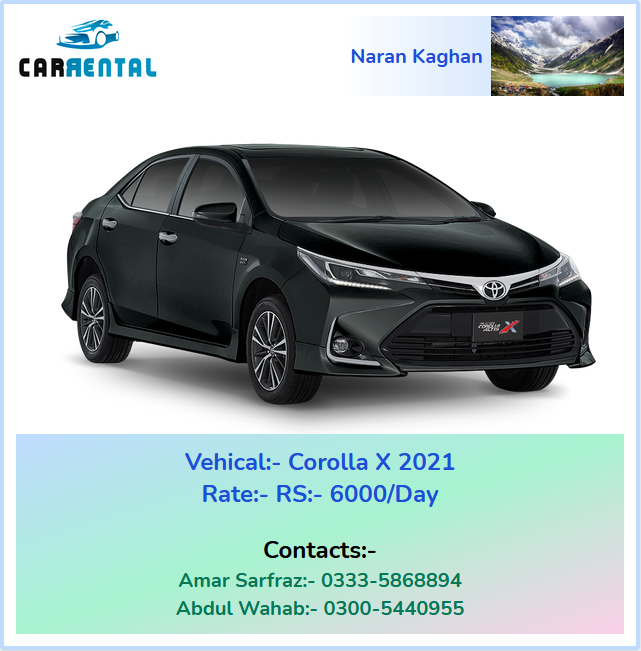 CARRENTAL
Naran Kaghan
COROLLA
ALTIS X
Vehical:- Corolla X 2021
Rate:- RS:- 6000/Day
Contacts:-
Amar Sarfraz:- 0333-5868894
Abdul Wahab:- 0300-5440955